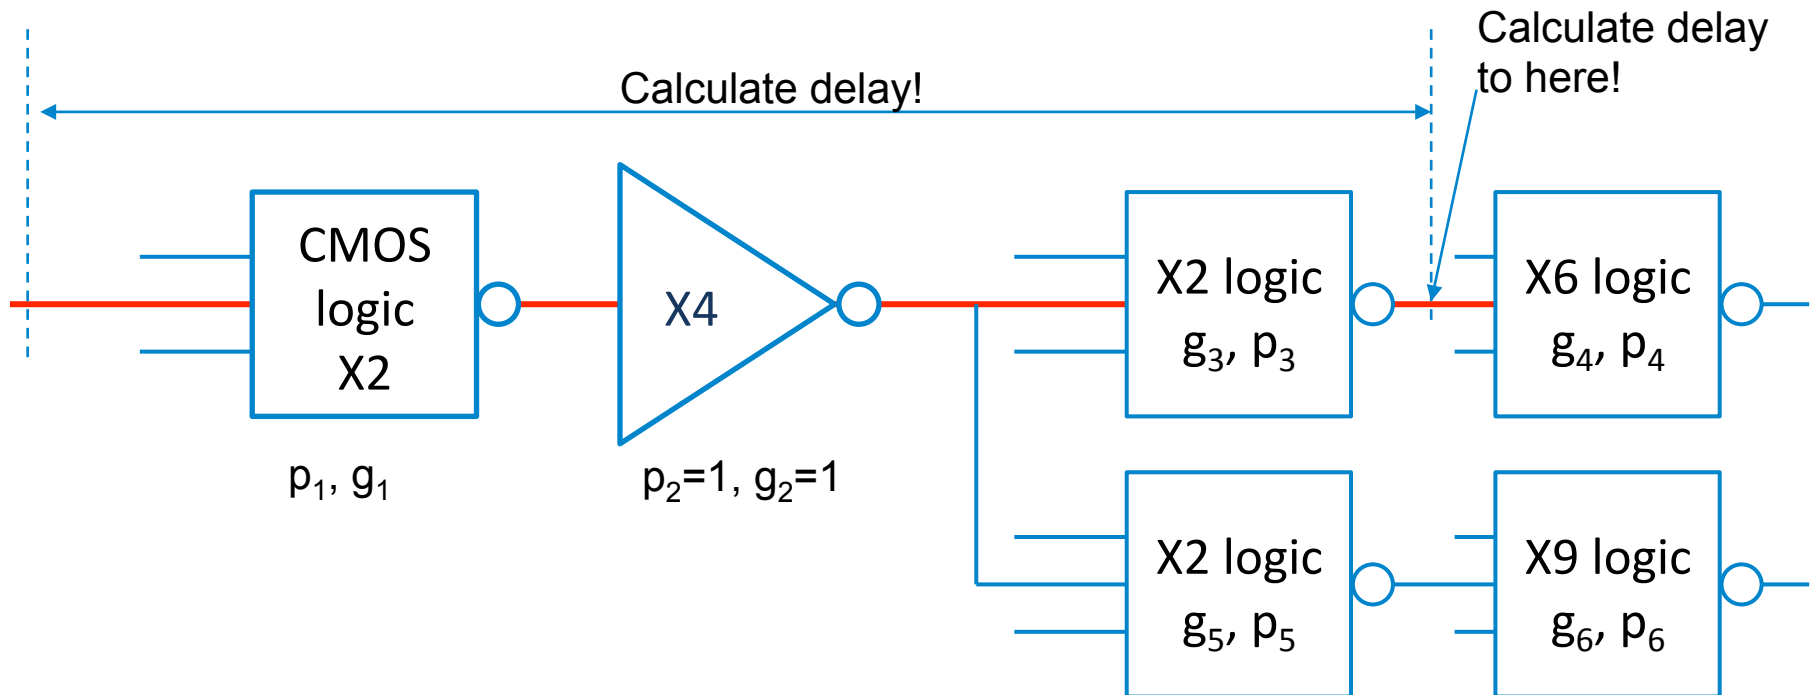 Calculate delay
to here!
Calculate delay!
CMOS
logic
X2
X4
X2 logic
g₃, p₃
X6 logic
g₄, p₄
p₁, g₁
p₂=1, g₂=1
X2 logic
g₅, p₅
X9 logic
g₆, p₆